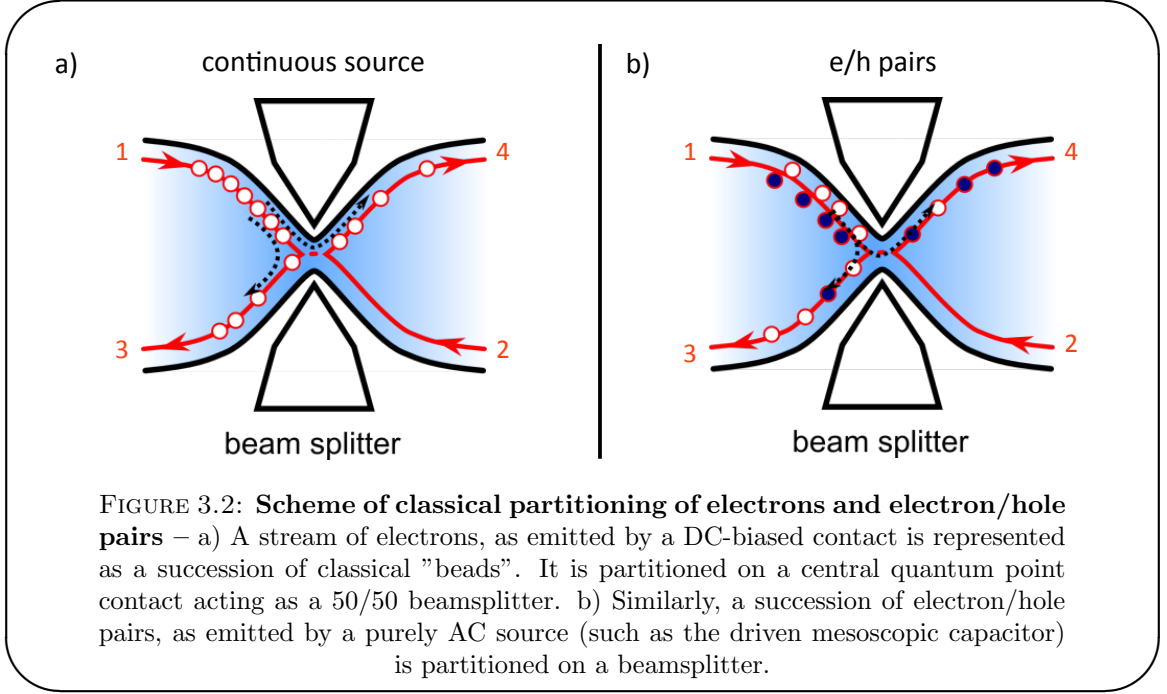 a) continuous source
1
4
3
2
beam splitter
b) e/h pairs
1
4
3
2
beam splitter
FIGURE 3.2: Scheme of classical partitioning of electrons and electron/hole
pairs – a) A stream of electrons, as emitted by a DC-biased contact is represented
as a succession of classical ”beads”. It is partitioned on a central quantum point
contact acting as a 50/50 beamsplitter. b) Similarly, a succession of electron/hole
pairs, as emitted by a purely AC source (such as the driven mesoscopic capacitor)
is partitioned on a beamsplitter.